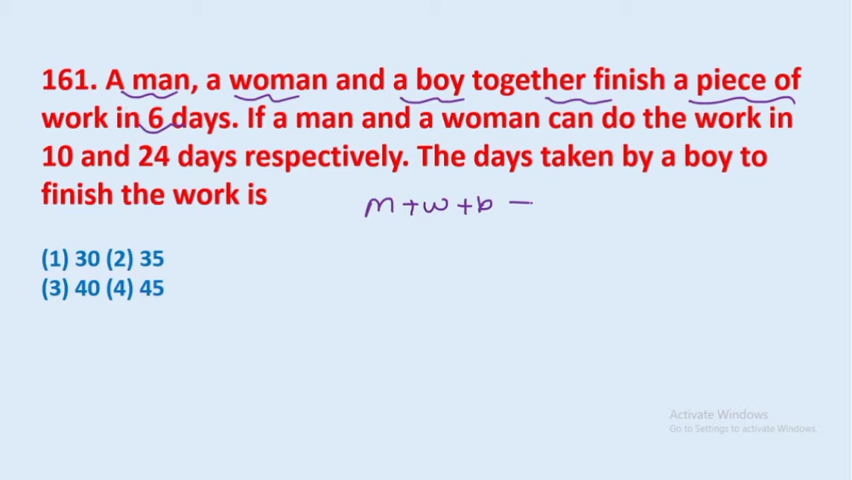 161. A man, a woman and a boy together finish a piece of
work in 6 days. If a man and a woman can do the work in
10 and 24 days respectively. The days taken by a boy to
finish the work is
m + w + b —
(1) 30 (2) 35
(3) 40 (4) 45
Activate Windows
Go to Settings to activate Windows.